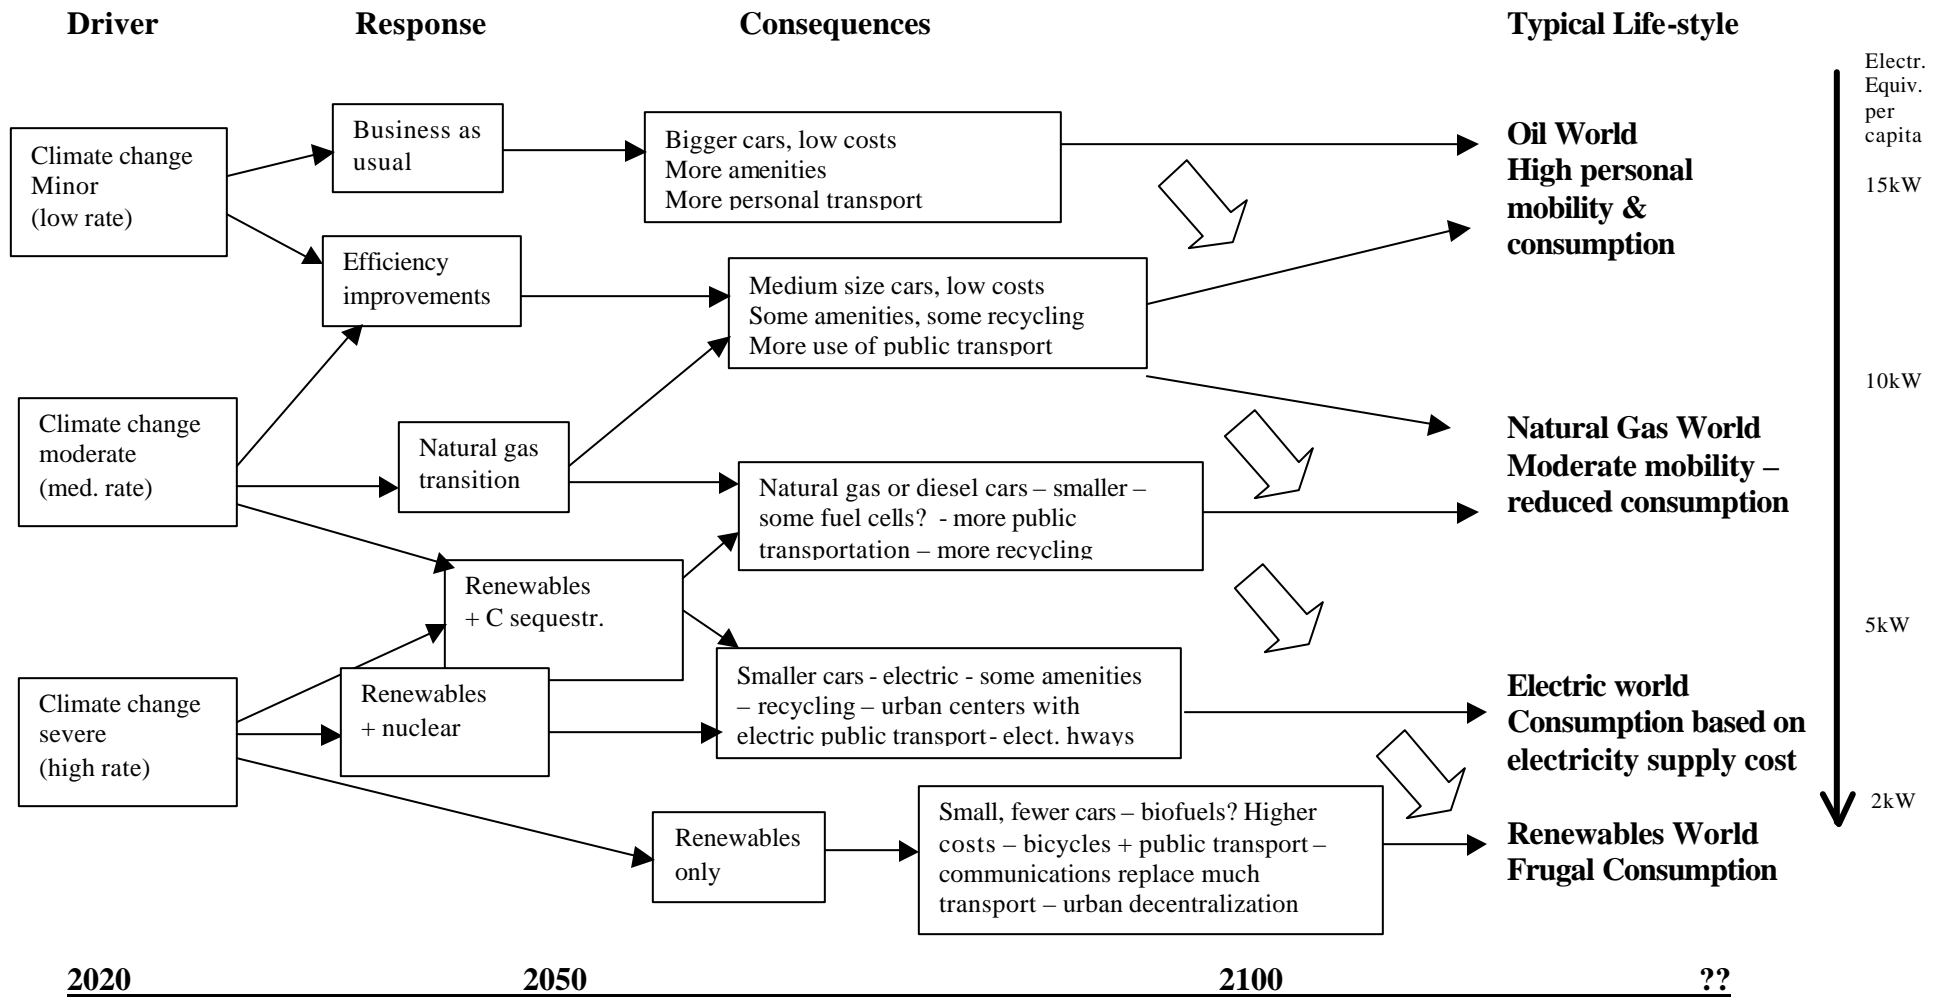 Driver
Response
Consequences
Typical Life-style
Electr.
Equiv.
per
capita
15kW
10kW
5kW
2kW
Climate change
Minor
(low rate)
Business as
usual
Bigger cars, low costs
More amenities
More personal transport
Oil World
High personal
mobility &
consumption
Efficiency
improvements
Medium size cars, low costs
Some amenities, some recycling
More use of public transport
Climate change
moderate
(med. rate)
Natural gas
transition
Natural gas or diesel cars – smaller –
some fuel cells? - more public
transportation – more recycling
Natural Gas World
Moderate mobility –
reduced consumption
Renewables
+ C sequestr.
Climate change
severe
(high rate)
Renewables
+ nuclear
Smaller cars - electric - some amenities
– recycling – urban centers with
electric public transport- elect. hways
Electric world
Consumption based on
electricity supply cost
Renewables
only
Small, fewer cars – biofuels? Higher
costs – bicycles + public transport –
communications replace much
transport – urban decentralization
Renewables World
Frugal Consumption
2020
2050
2100
??